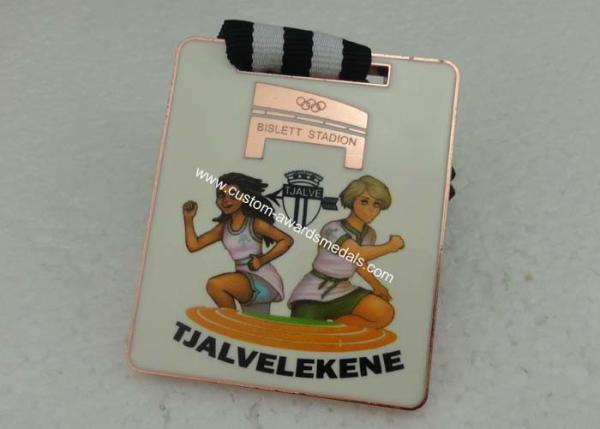 BISLETT STADION
TJALVE
www.custom-awardsmedals.com
TJALVELEKENE